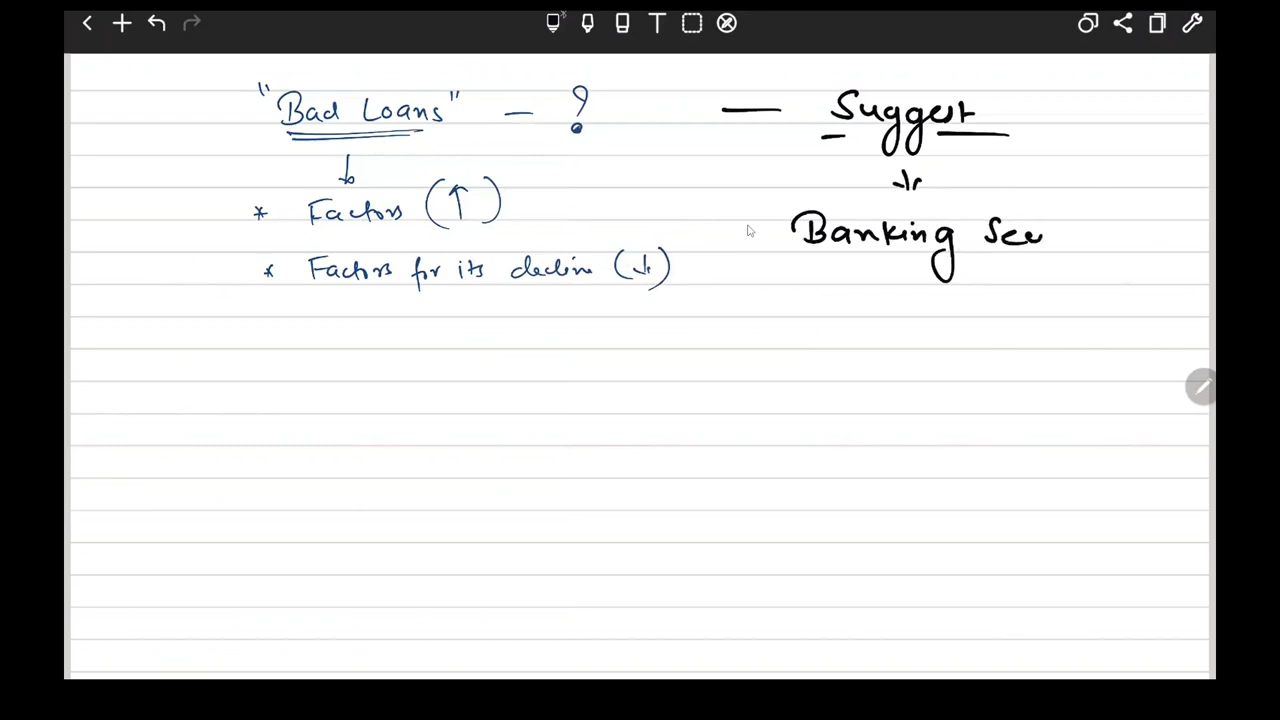 "Bad Loans" — ?
* Factors (↑)
* Factors for its decline (↓)
— Suggest
↓
Banking Sec